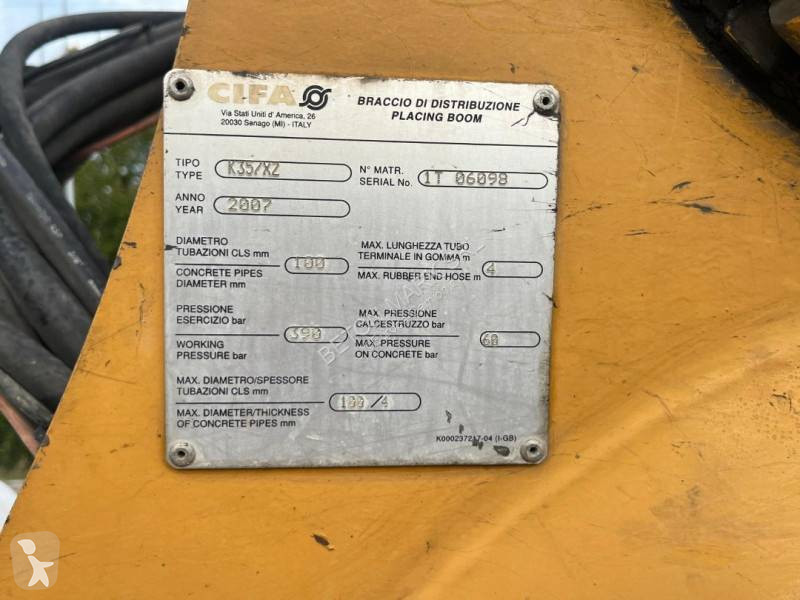 CIFA
Via Stati Uniti d' America, 26
20030 Senago (MI) - ITALY
BRACCIO DI DISTRIBUZIONE
PLACING BOOM
TIPO
TYPE
K35/XZ
N° MATR.
SERIAL No.
1T 06098
ANNO
YEAR
2007
DIAMETRO
TUBAZIONI CLS mm
CONCRETE PIPES
DIAMETER mm
100
MAX. LUNGHEZZA TUBO
TERMINALE IN GOMMA m
MAX. RUBBER END HOSE m
4
PRESSIONE
ESERCIZIO bar
WORKING
PRESSURE bar
390
MAX. PRESSIONE
CALCESTRUZZO bar
MAX. PRESSURE
ON CONCRETE bar
60
MAX. DIAMETRO/SPESSORE
TUBAZIONI CLS mm
MAX. DIAMETER/THICKNESS
OF CONCRETE PIPES mm
100 /4
K000237217-04 (I-GB)